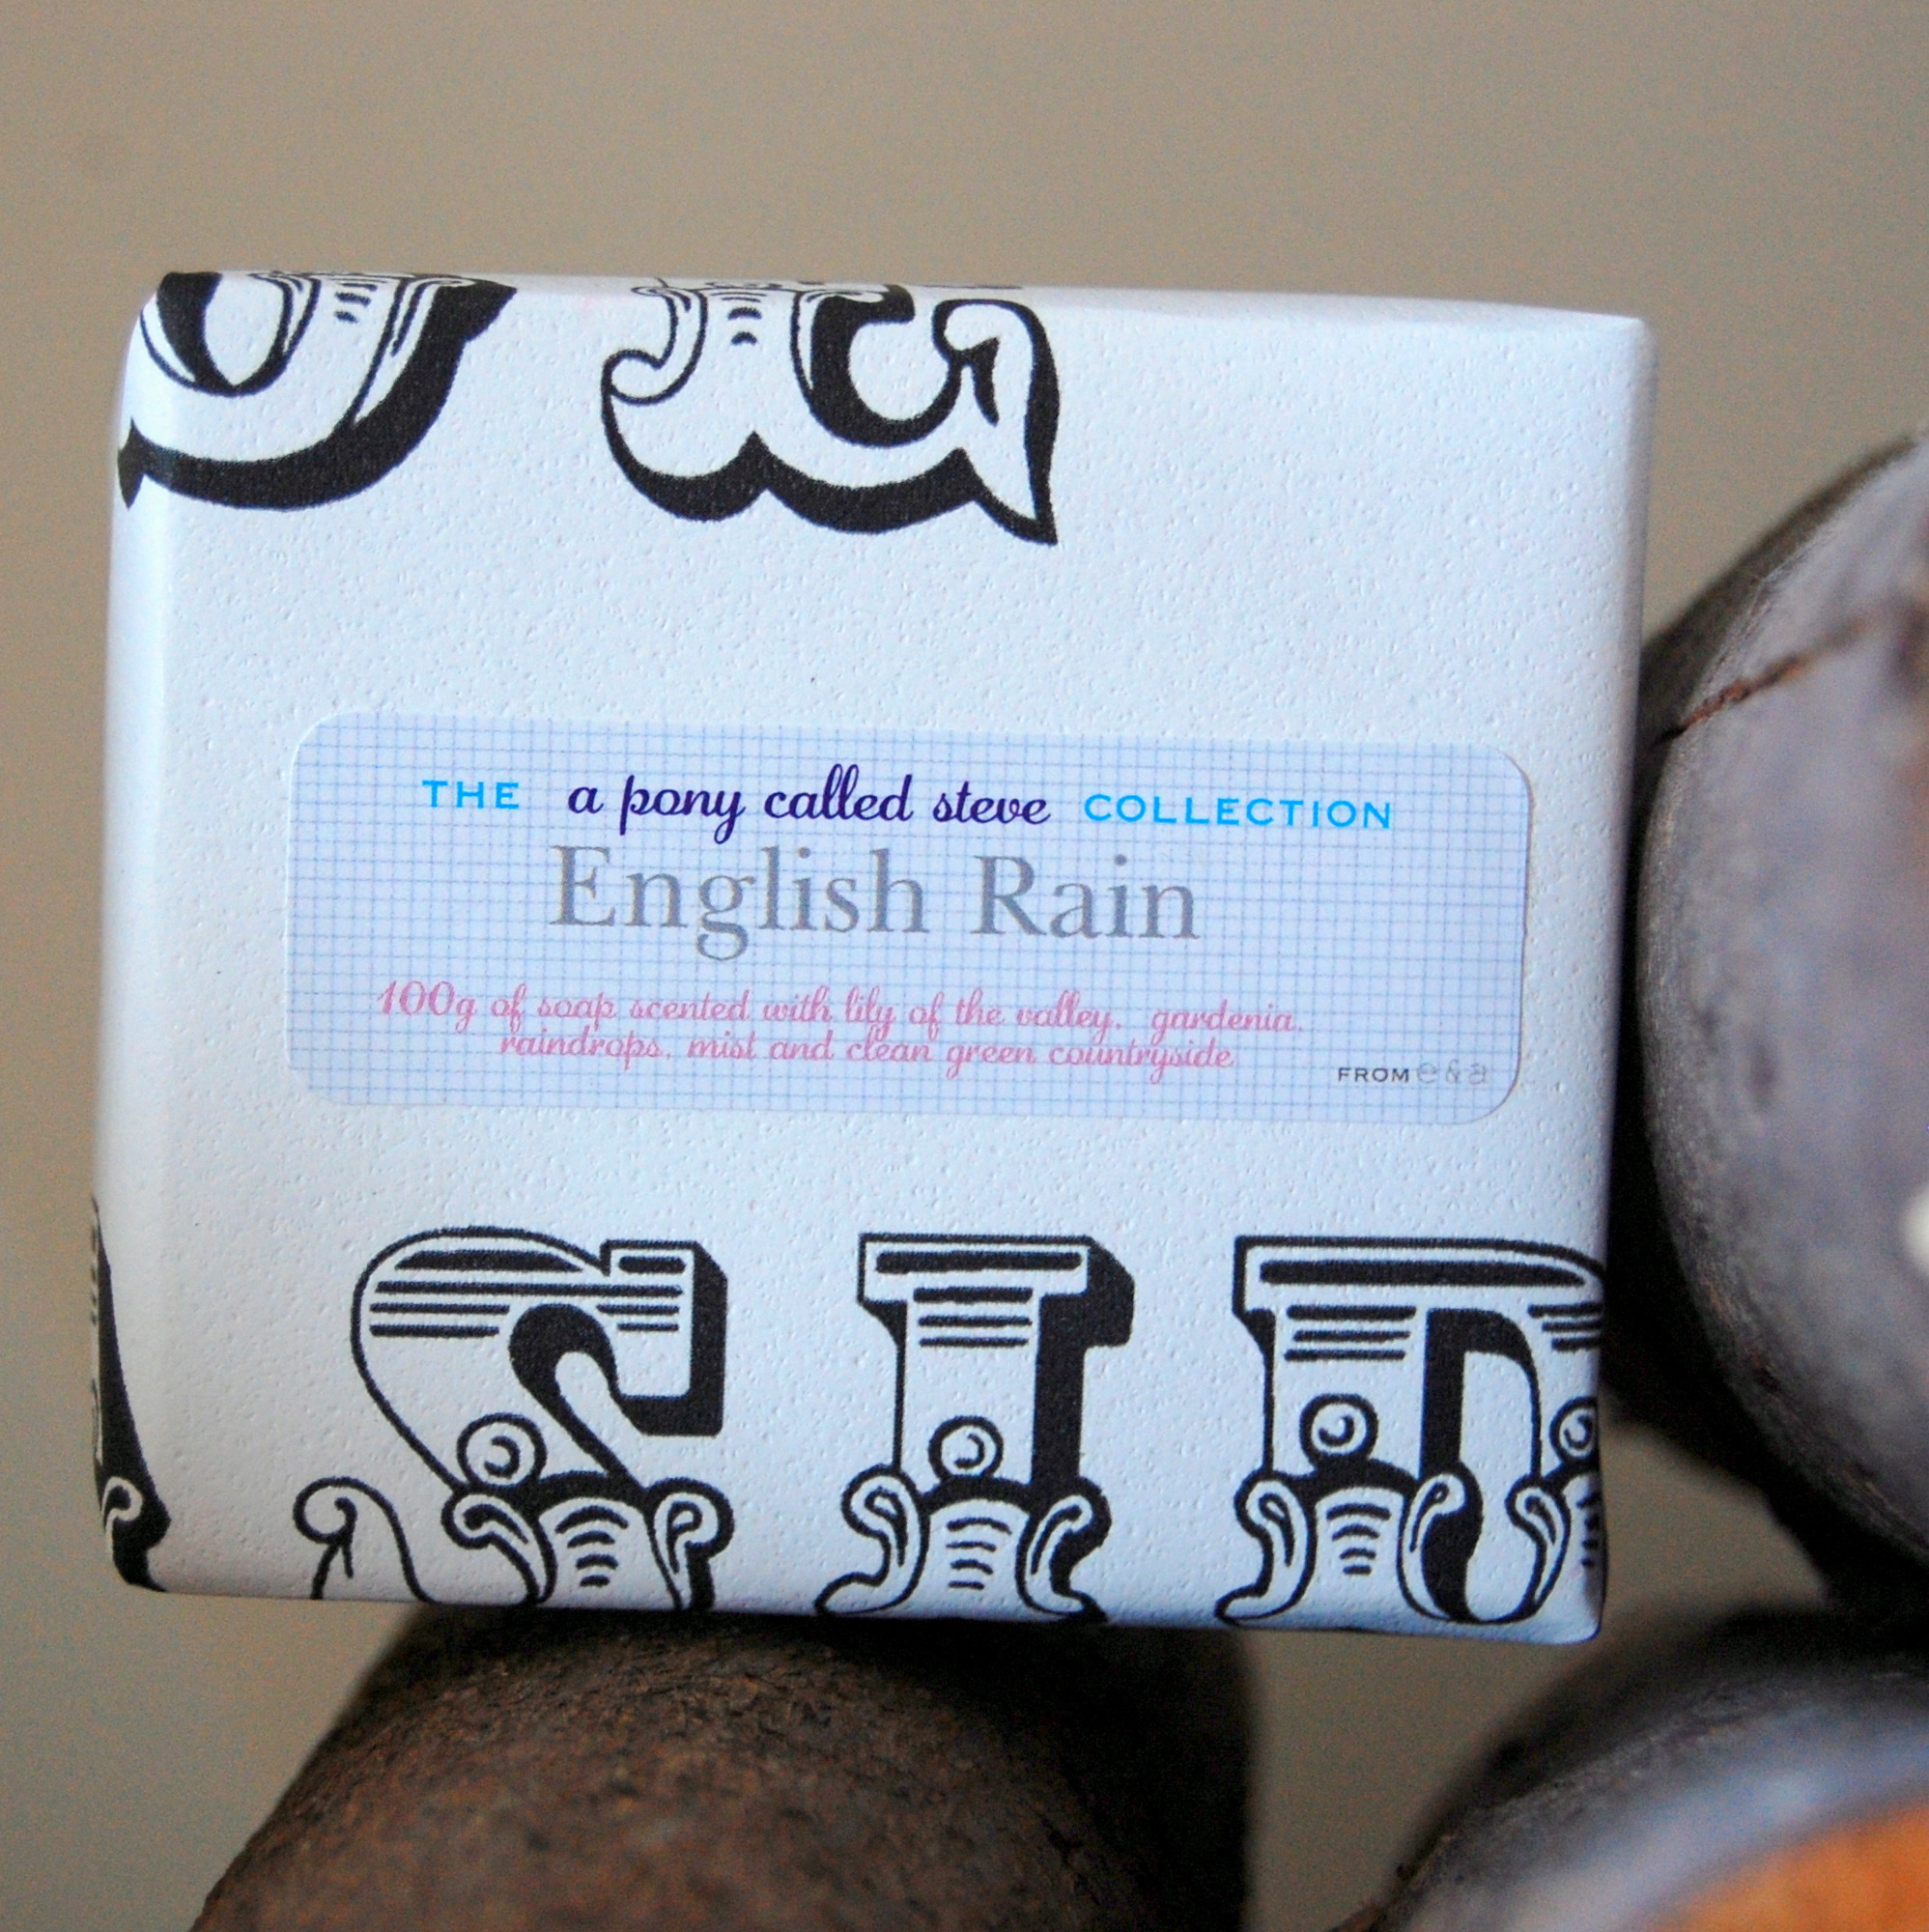 THE a pony called steve COLLECTION
English Rain
100g of soap scented with lily of the valley, gardenia,
raindrops, mist and clean green countryside
FROM e & a
S I D